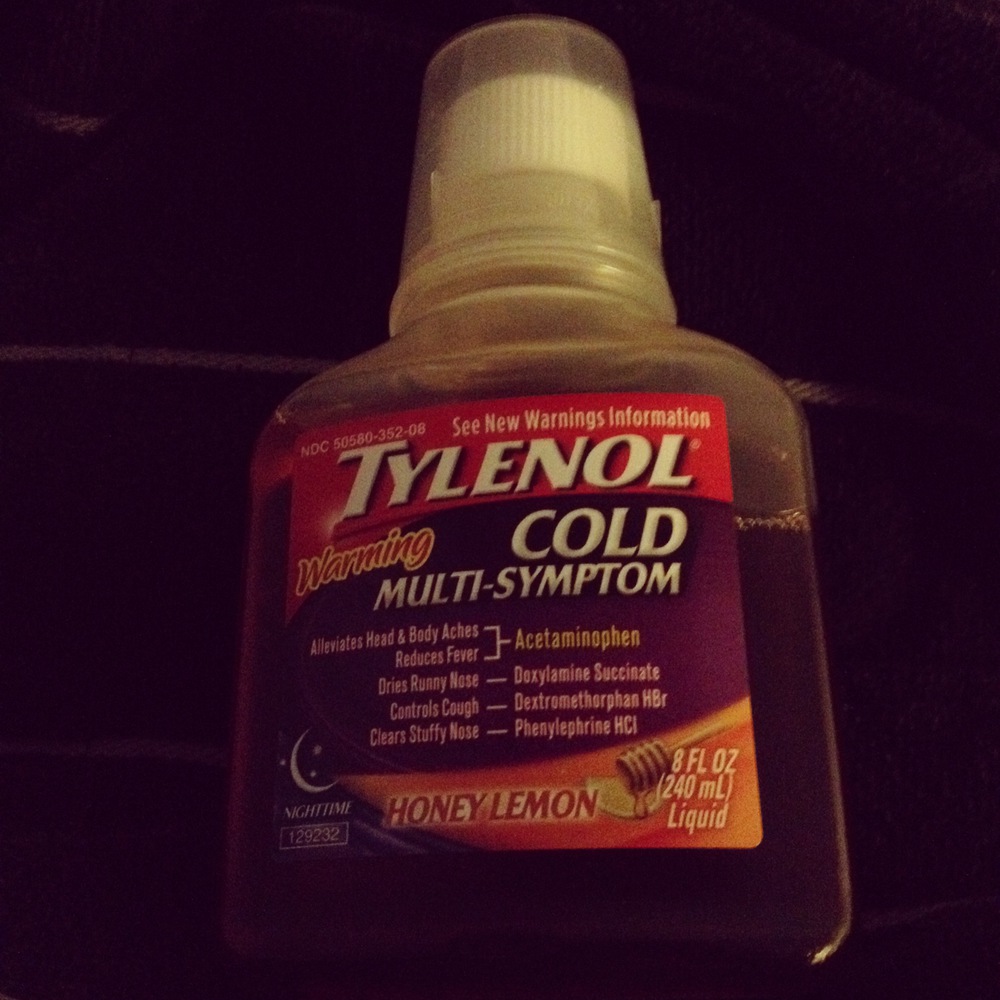 NDC 50580-352-08
See New Warnings Information
TYLENOL®
Warming
COLD
MULTI-SYMPTOM
Alleviates Head & Body Aches
Reduces Fever
Acetaminophen
Dries Runny Nose — Doxylamine Succinate
Controls Cough — Dextromethorphan HBr
Clears Stuffy Nose — Phenylephrine HCl
NIGHTTIME
129232
HONEY LEMON
8 FL OZ
(240 mL)
Liquid